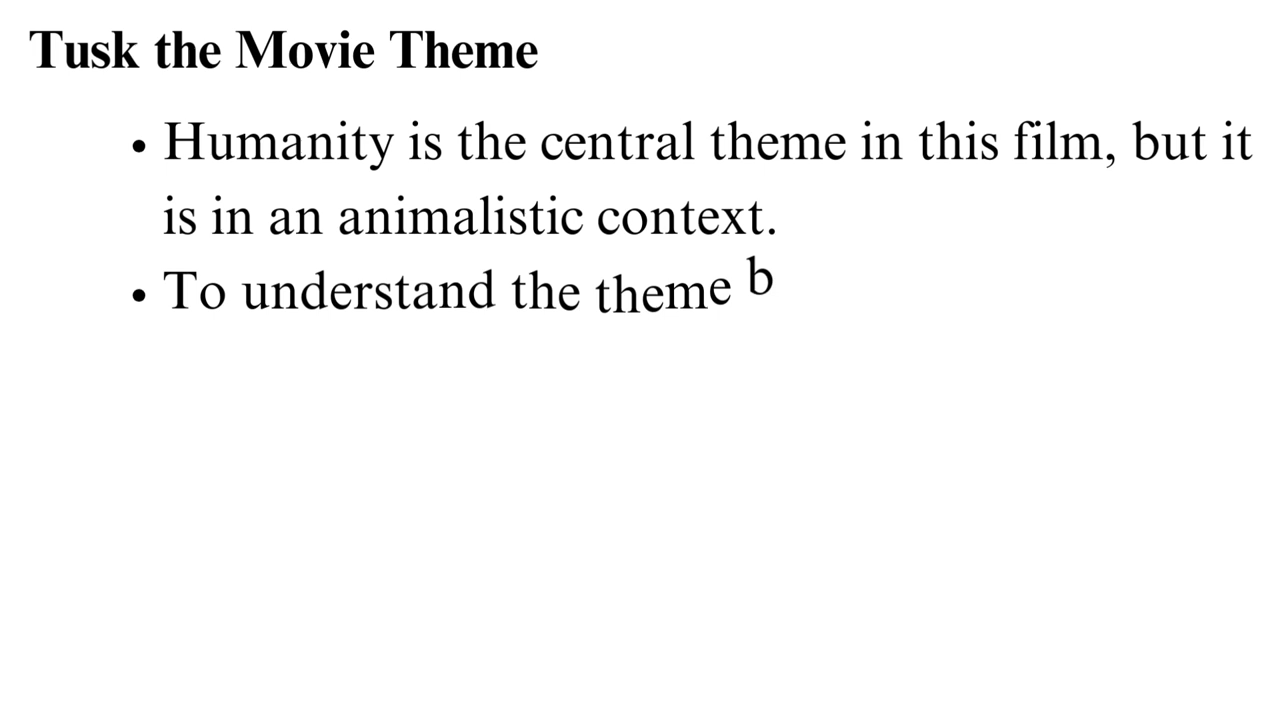 Tusk the Movie Theme
• Humanity is the central theme in this film, but it
is in an animalistic context.
• To understand the theme b